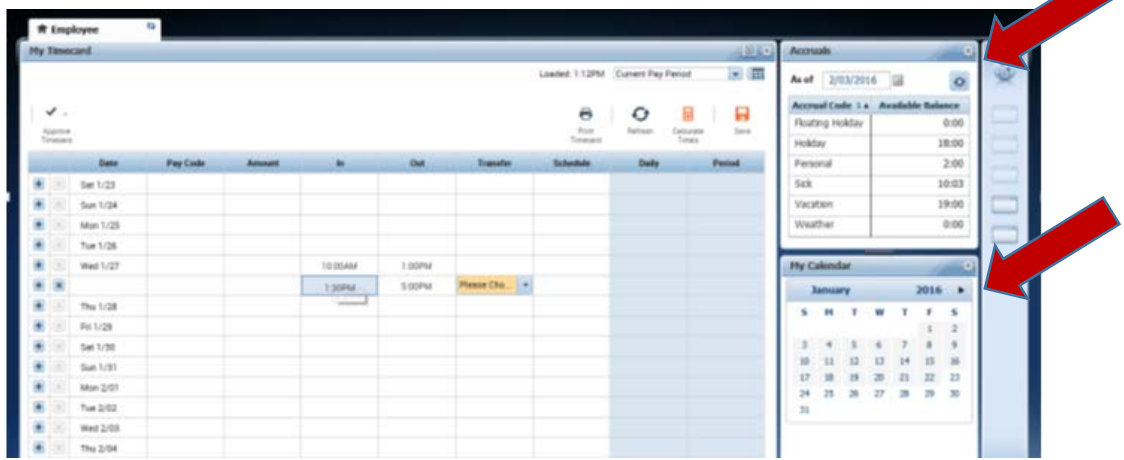 Employee
My Timecard
Loaded: 1:12PM Current Pay Period
Approve Timecard
Print Timecard
Refresh
Calculate Totals
Save
Date Pay Code Amount In Out Transfer Schedule Daily Period
Sat 1/23
Sun 1/24
Mon 1/25
Tue 1/26
Wed 1/27 10:00AM 1:00PM
1:30PM 5:00PM Please Cho...
Thu 1/28
Fri 1/29
Sat 1/30
Sun 1/31
Mon 2/01
Tue 2/02
Wed 2/03
Thu 2/04
Accruals
As of 2/03/2016
Accrual Code 1 Available Balance
Floating Holiday 0:00
Holiday 18:00
Personal 2:00
Sick 10:03
Vacation 19:00
Weather 0:00
My Calendar
January 2016
S M T W T F S
1 2
3 4 5 6 7 8 9
10 11 12 13 14 15 16
17 18 19 20 21 22 23
24 25 26 27 28 29 30
31